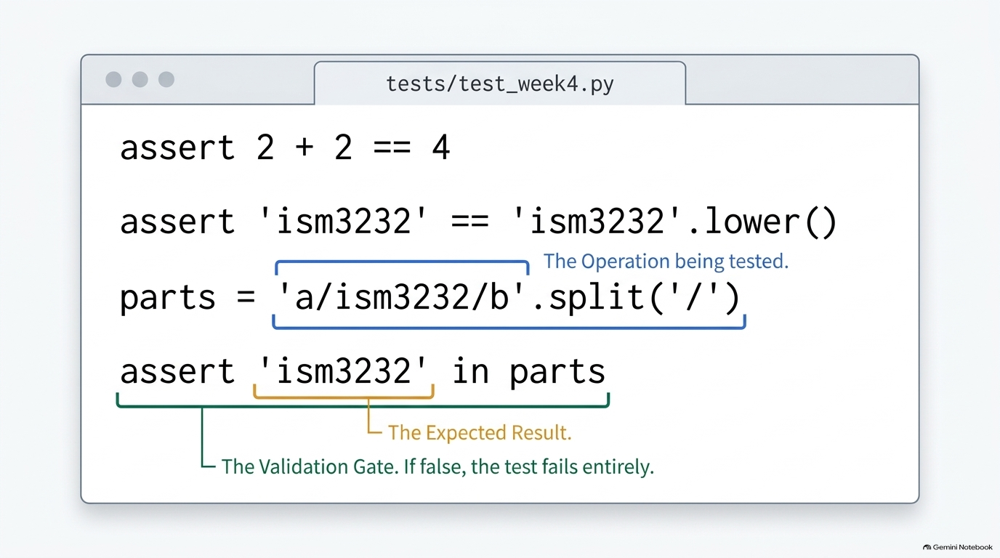 tests/test_week4.py
assert 2 + 2 == 4
assert 'ism3232' == 'ism3232'.lower()
The Operation being tested.
parts = 'a/ism3232/b'.split('/')
assert 'ism3232' in parts
The Expected Result.
The Validation Gate. If false, the test fails entirely.
Gemini Notebook